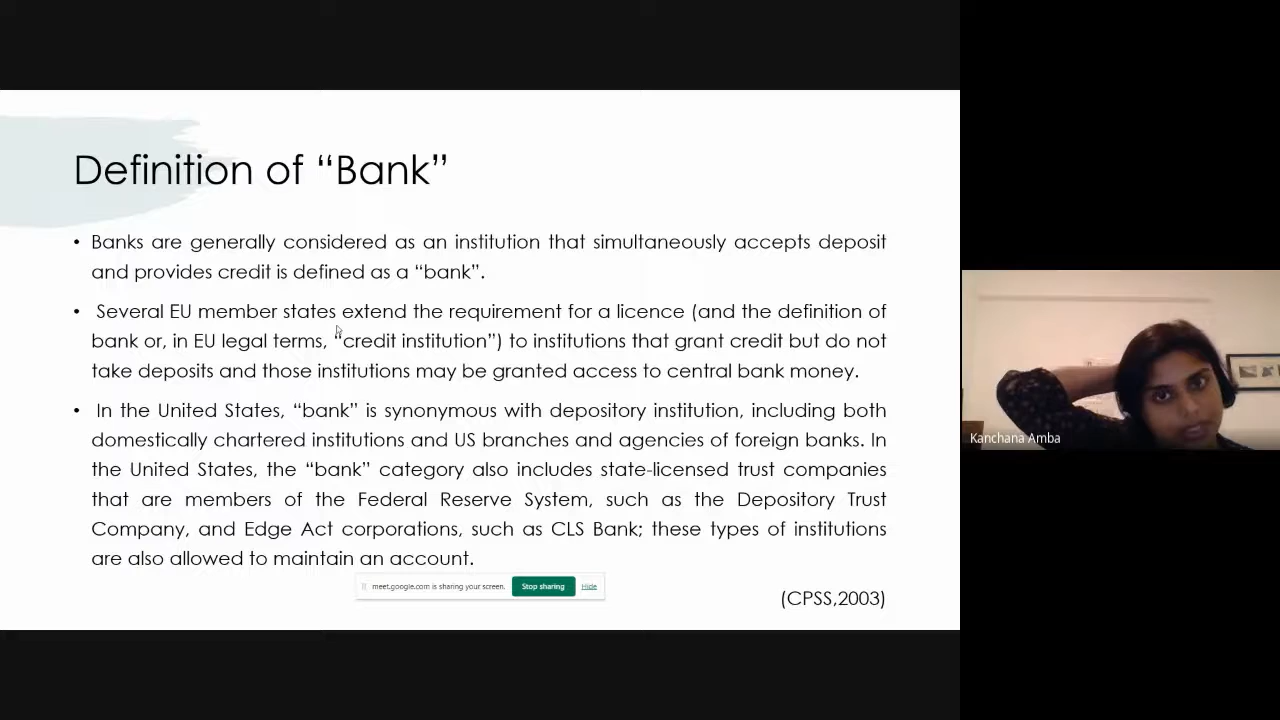 Definition of “Bank”
• Banks are generally considered as an institution that simultaneously accepts deposit
and provides credit is defined as a “bank”.
• Several EU member states extend the requirement for a licence (and the definition of
bank or, in EU legal terms, “credit institution”) to institutions that grant credit but do not
take deposits and those institutions may be granted access to central bank money.
• In the United States, “bank” is synonymous with depository institution, including both
domestically chartered institutions and US branches and agencies of foreign banks. In
the United States, the “bank” category also includes state-licensed trust companies
that are members of the Federal Reserve System, such as the Depository Trust
Company, and Edge Act corporations, such as CLS Bank; these types of institutions
are also allowed to maintain an account.
meet.google.com is sharing your screen. Stop sharing Hide
(CPSS,2003)
Kanchana Amba